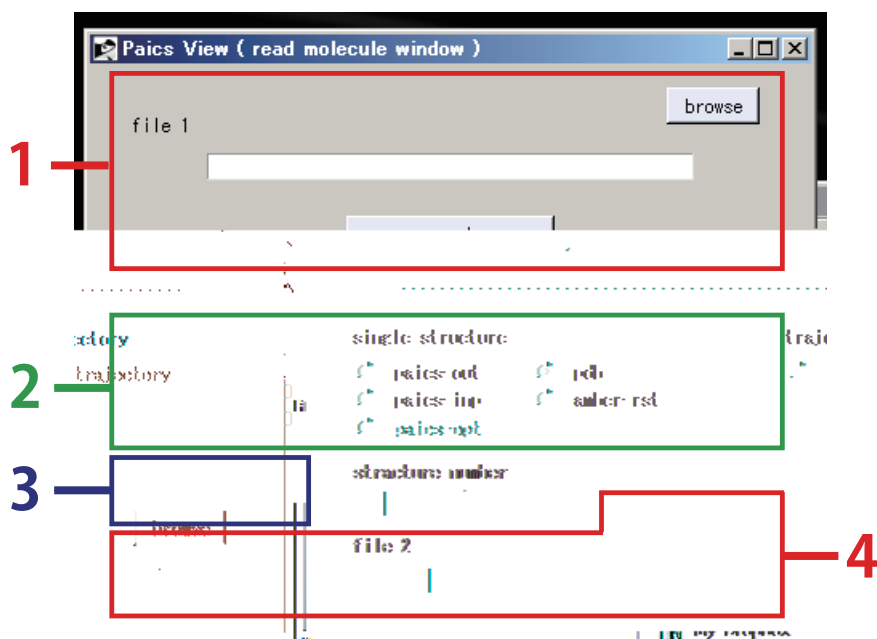 Paics View ( read molecule window )
browse
file 1
1
single structure
trajectory
paics-out
pdb
2
paics-inp
amber-rst
paics-opt
3
structure number
file 2
4